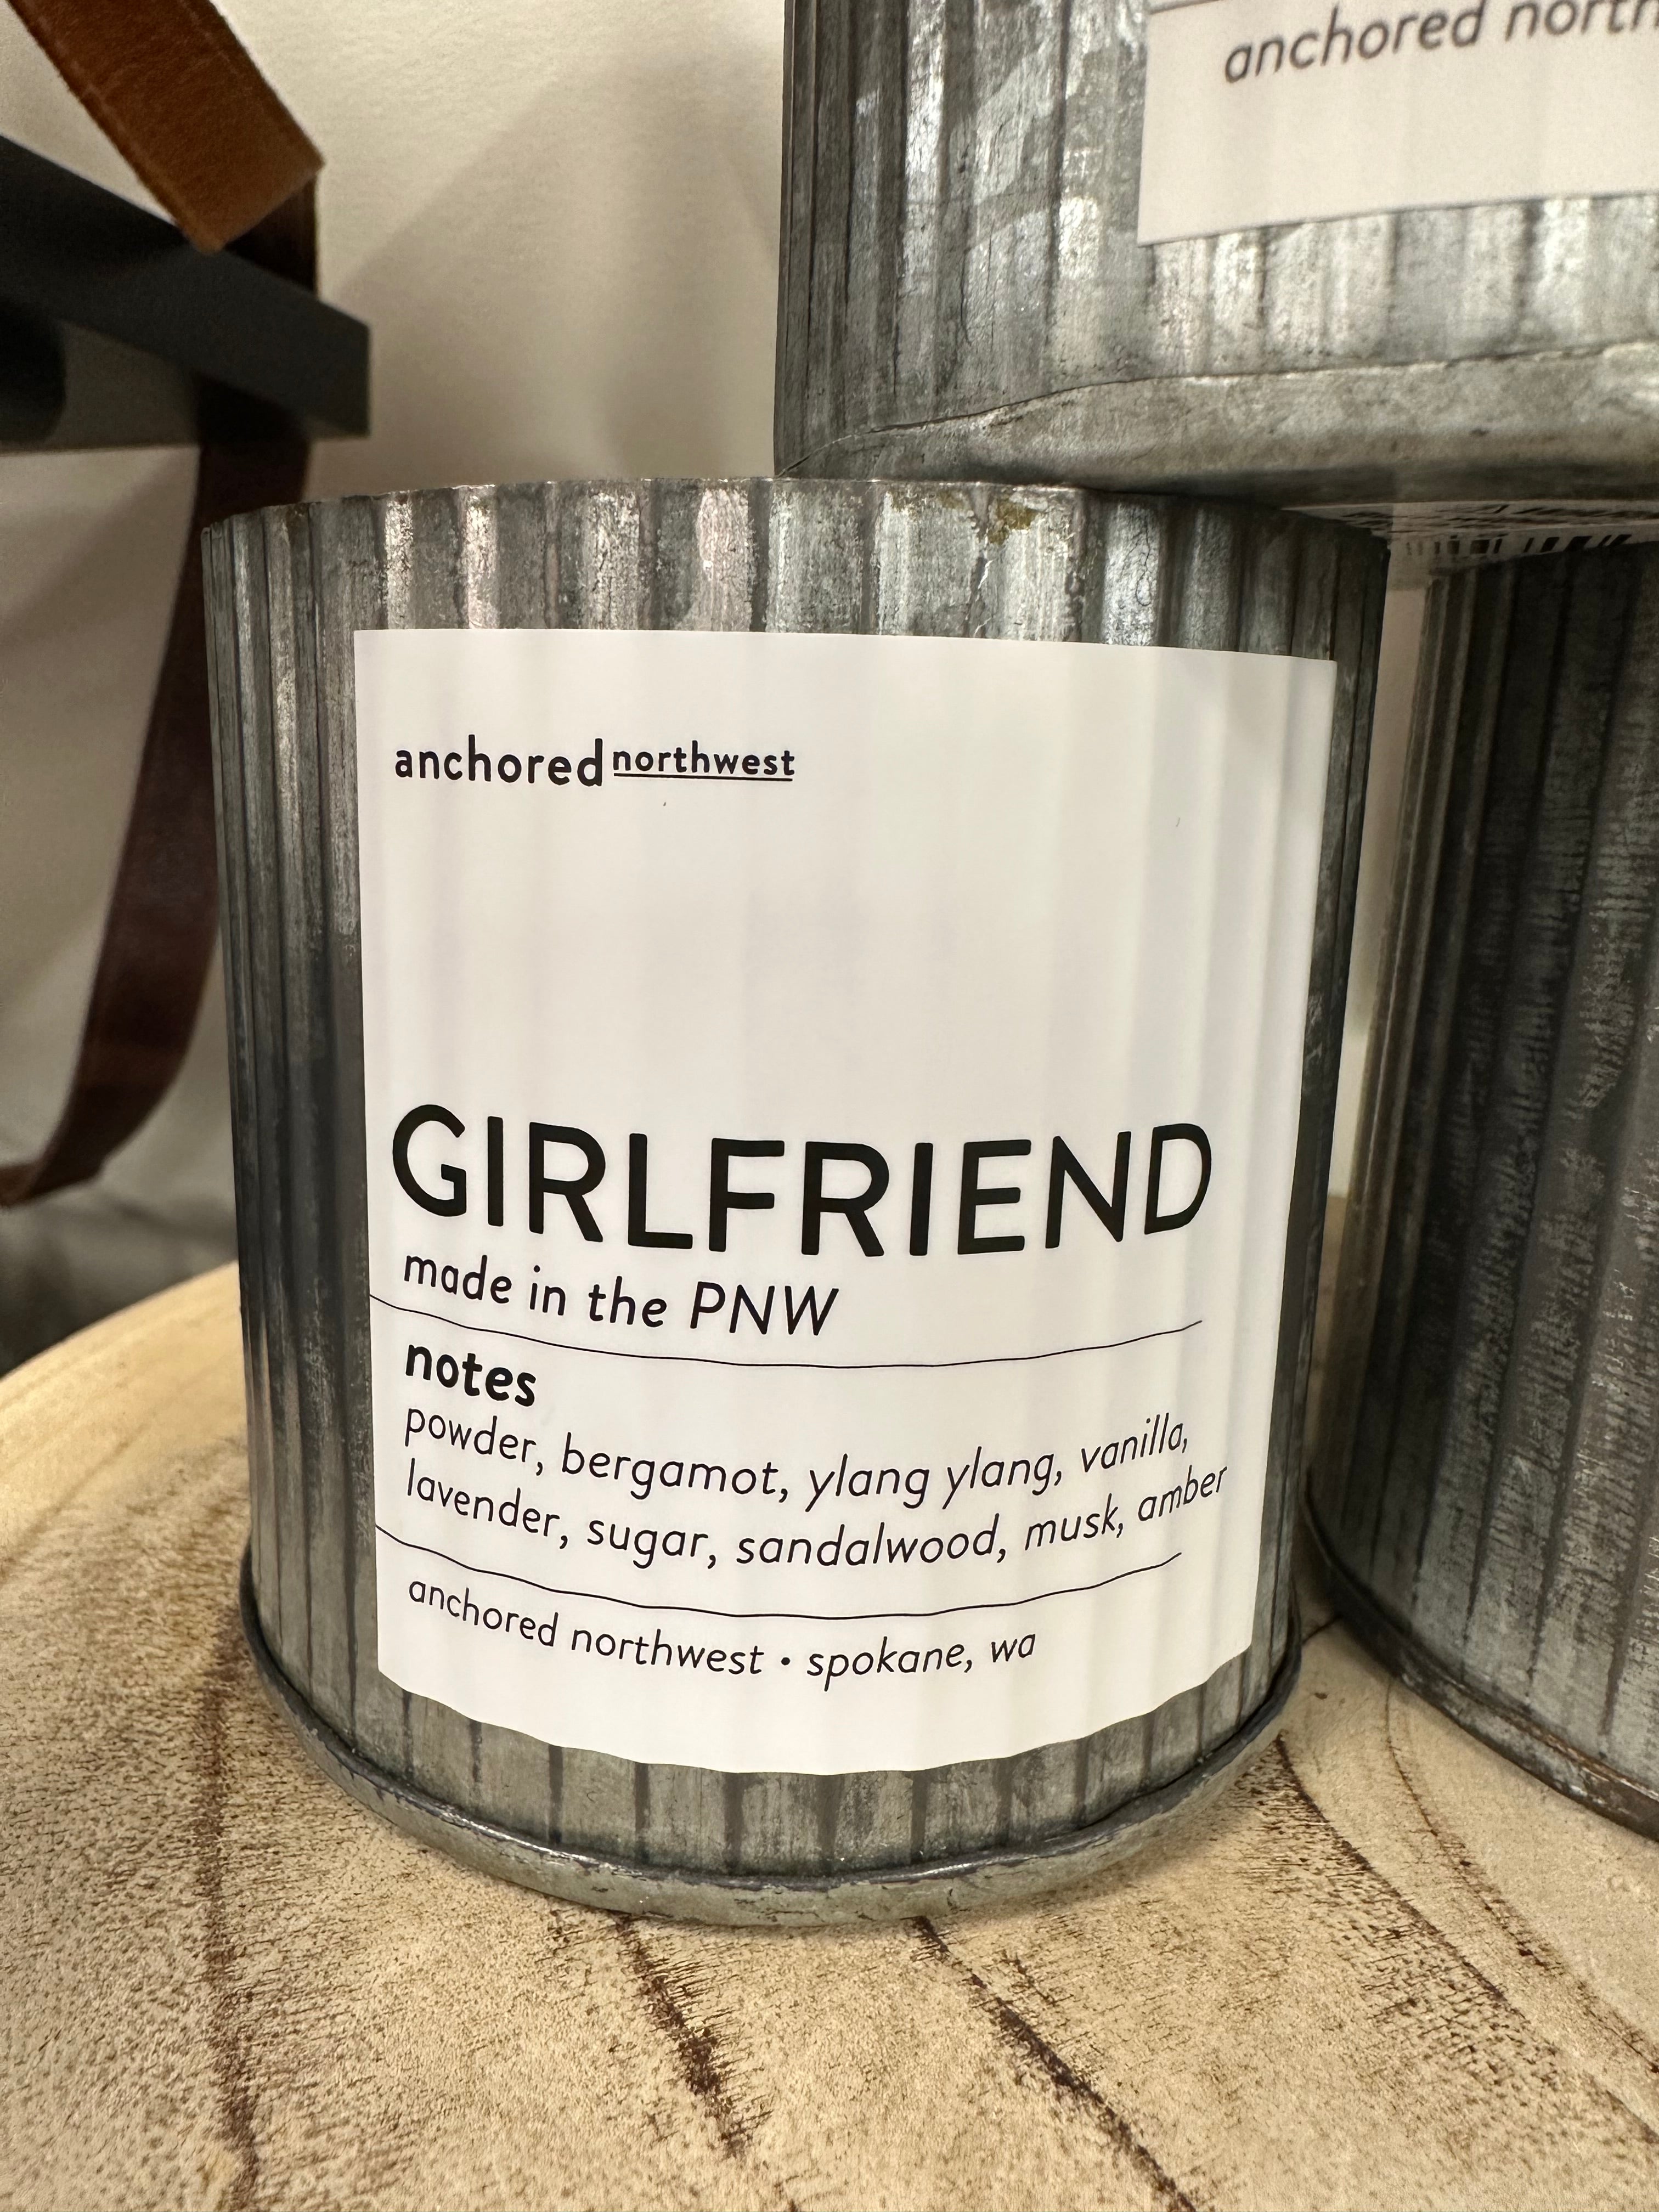 anchored north
anchored northwest
GIRLFRIEND
made in the PNW
notes
powder, bergamot, ylang ylang, vanilla,
lavender, sugar, sandalwood, musk, amber
anchored northwest • spokane, wa